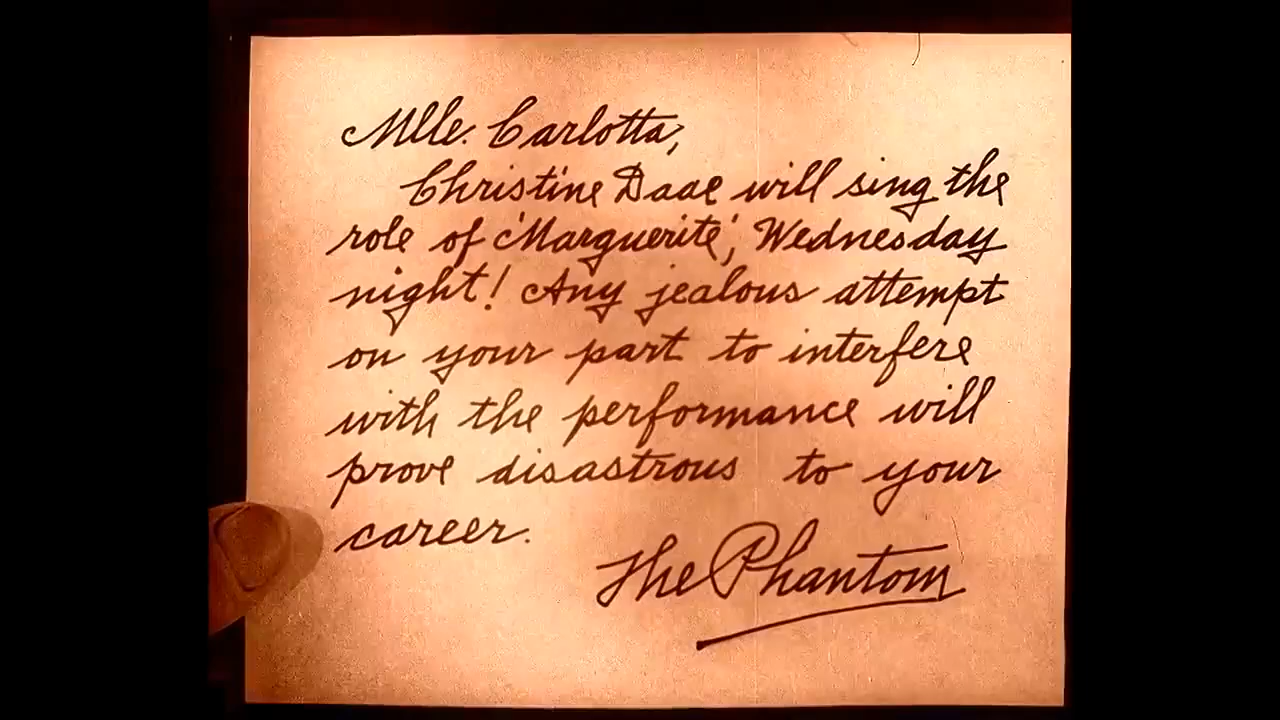 Mlle. Carlotta,
Christine Daae will sing the
role of 'Marguerite', Wednesday
night! Any jealous attempt
on your part to interfere
with the performance will
prove disastrous to your
career.
The Phantom